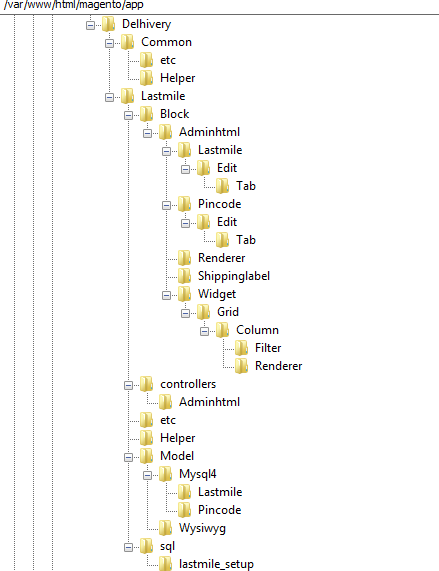 /var/www/html/magento/app
Delhivery
Common
etc
Helper
Lastmile
Block
Adminhtml
Lastmile
Edit
Tab
Pincode
Edit
Tab
Renderer
Shippinglabel
Widget
Grid
Column
Filter
Renderer
controllers
Adminhtml
etc
Helper
Model
Mysql4
Lastmile
Pincode
Wysiwyg
sql
lastmile_setup